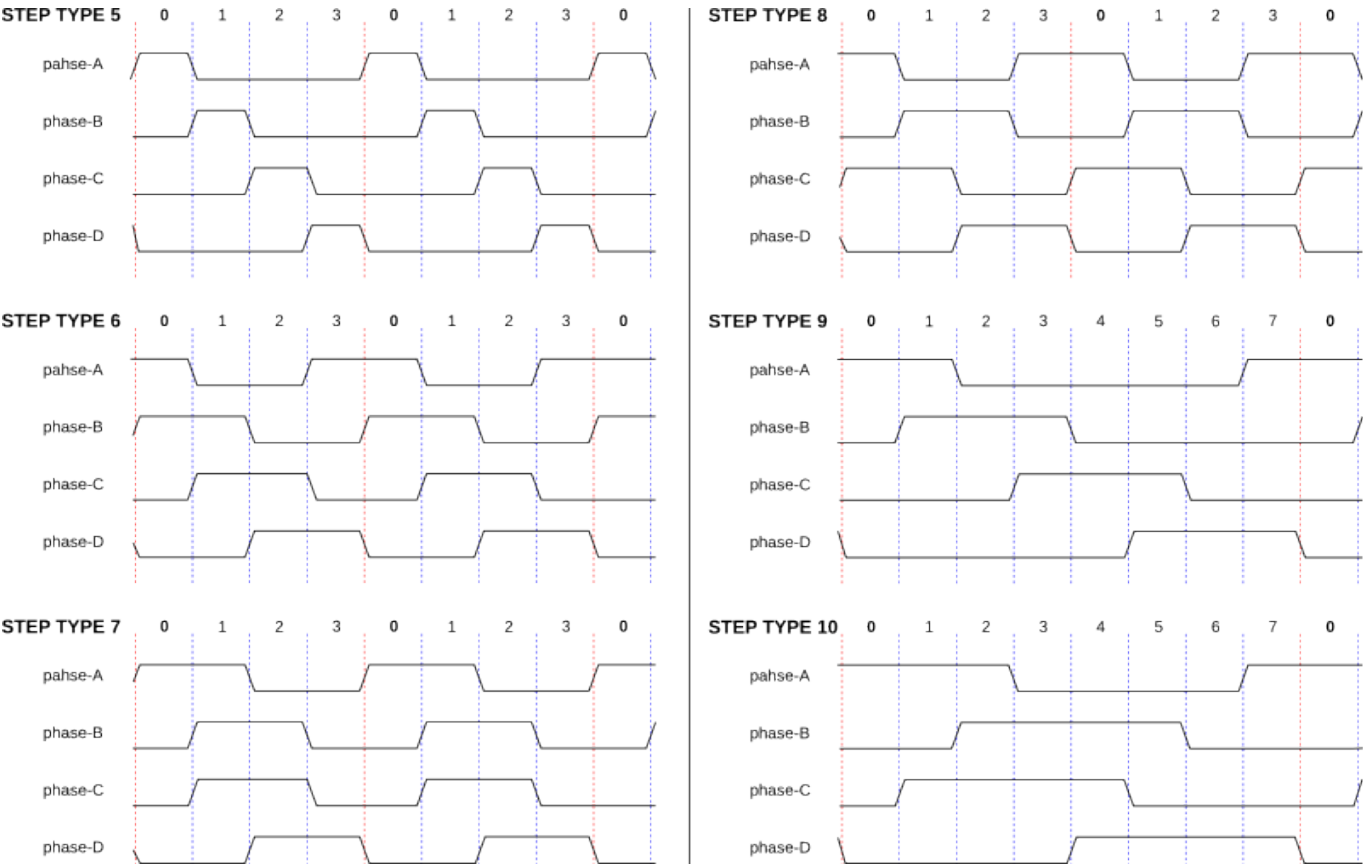 STEP TYPE 5 0 1 2 3 0 1 2 3 0
pahse-A
phase-B
phase-C
phase-D
STEP TYPE 6 0 1 2 3 0 1 2 3 0
pahse-A
phase-B
phase-C
phase-D
STEP TYPE 7 0 1 2 3 0 1 2 3 0
pahse-A
phase-B
phase-C
phase-D
STEP TYPE 8 0 1 2 3 0 1 2 3 0
pahse-A
phase-B
phase-C
phase-D
STEP TYPE 9 0 1 2 3 4 5 6 7 0
pahse-A
phase-B
phase-C
phase-D
STEP TYPE 10 0 1 2 3 4 5 6 7 0
pahse-A
phase-B
phase-C
phase-D